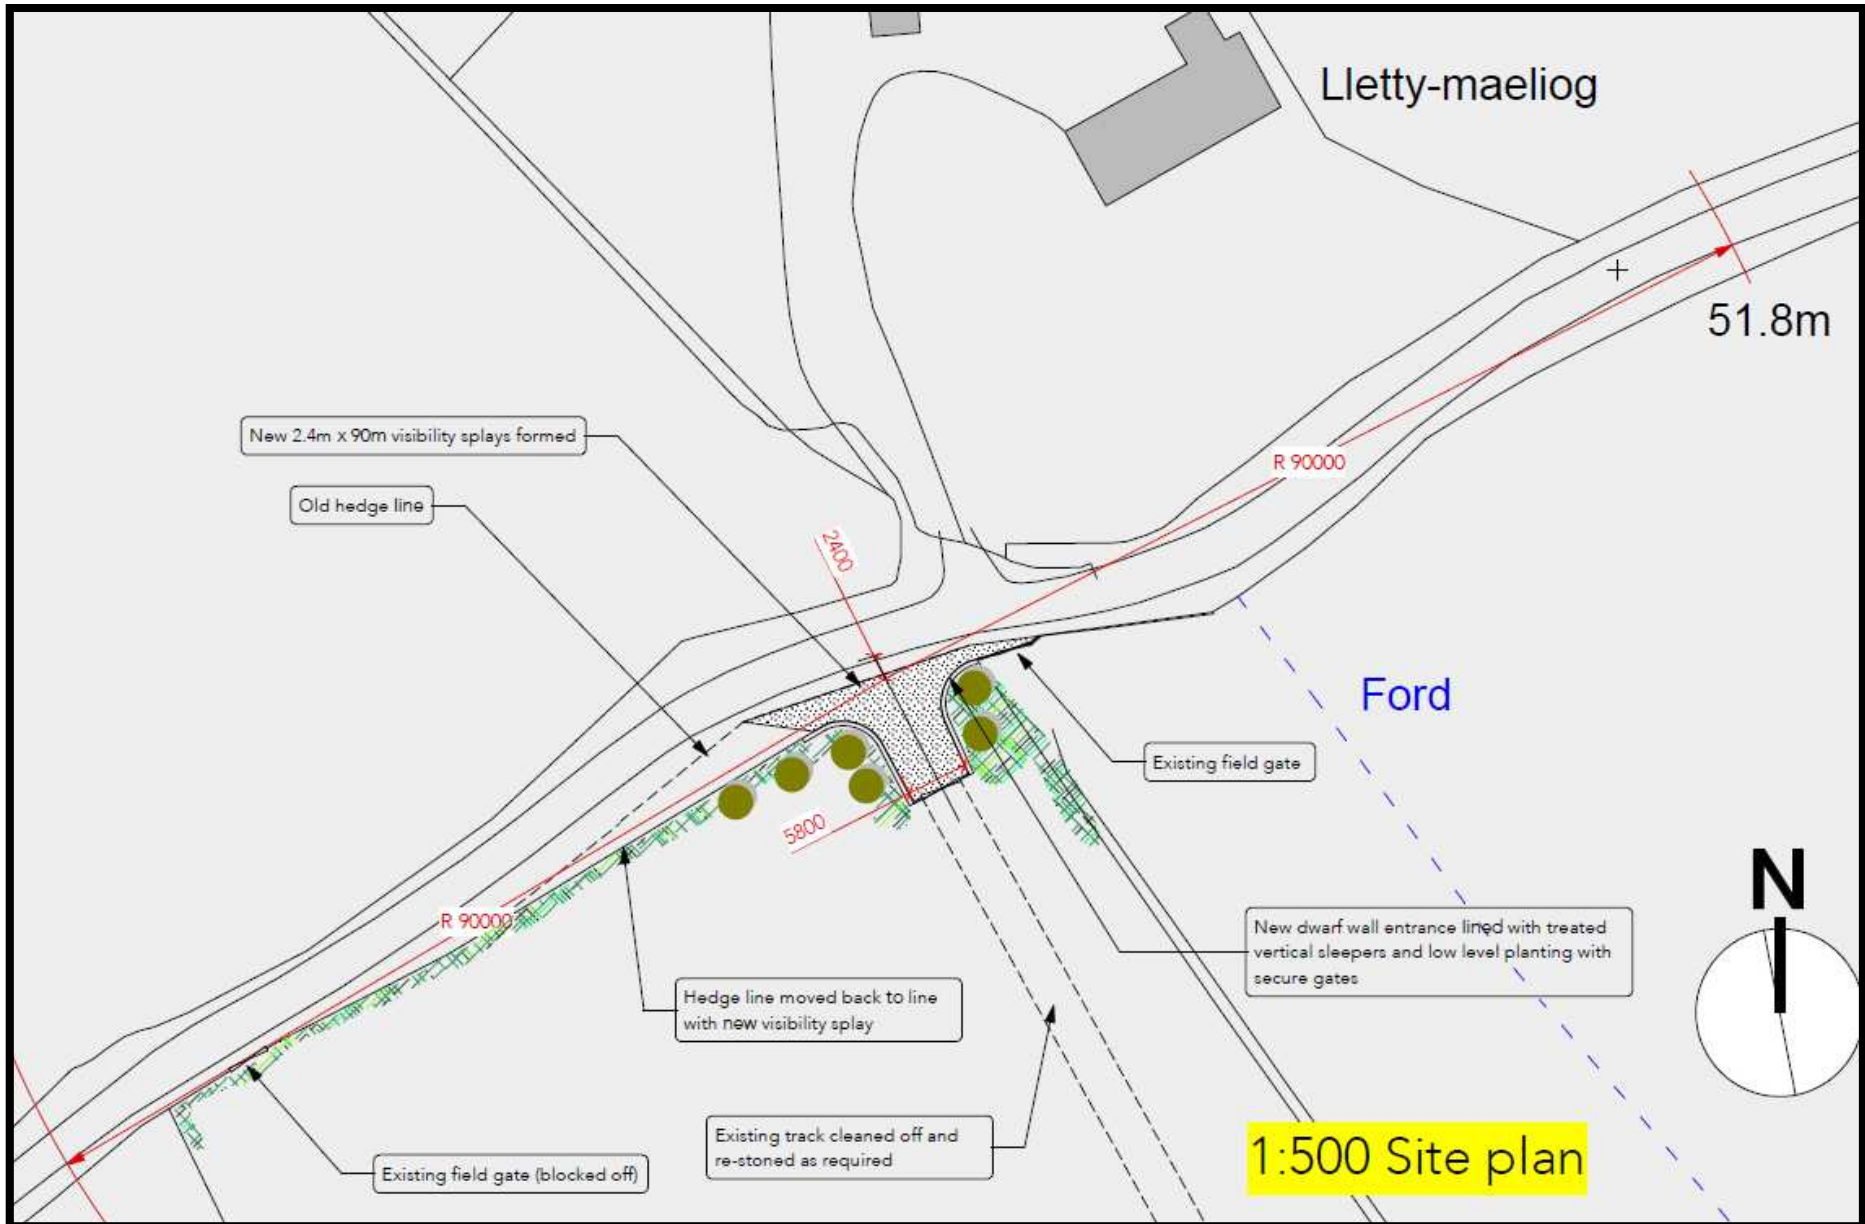 Lletty-maeliog
51.8m
New 2.4m x 90m visibility splays formed
R 90000
Old hedge line
2400
Ford
Existing field gate
5800
N
R 90000
New dwarf wall entrance lined with treated
vertical sleepers and low level planting with
secure gates
Hedge line moved back to line
with new visibility splay
Existing track cleaned off and
re-stoned as required
1:500 Site plan
Existing field gate (blocked off)